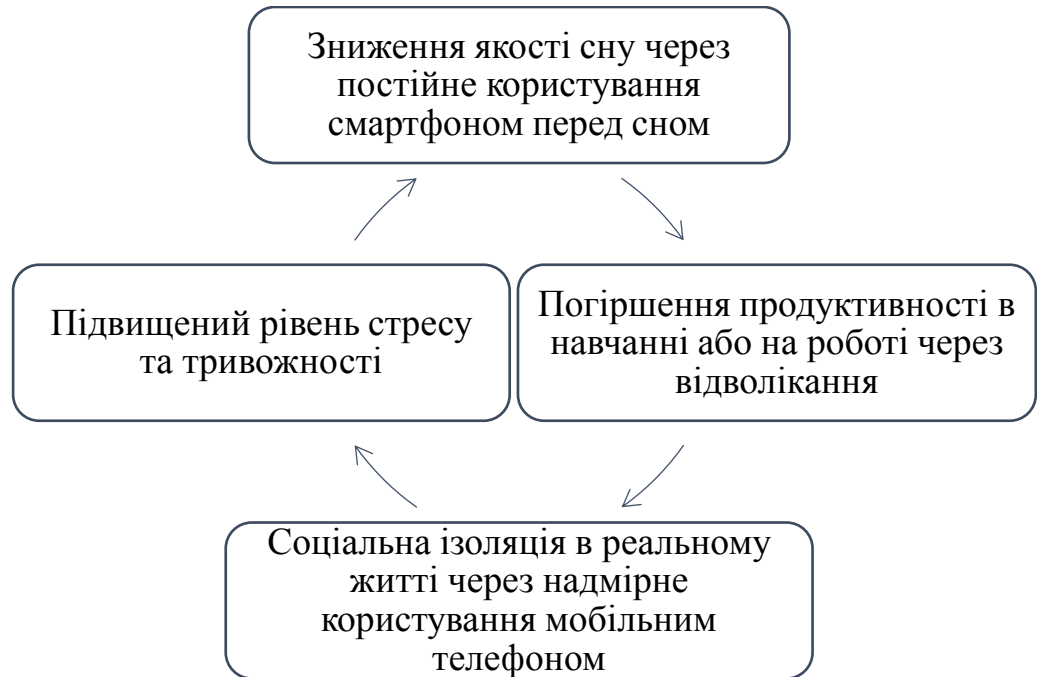 Зниження якості сну через
постійне користування
смартфоном перед сном
Підвищений рівень стресу
та тривожності
Погіршення продуктивності в
навчанні або на роботі через
відволікання
Соціальна ізоляція в реальному
житті через надмірне
користування мобільним
телефоном